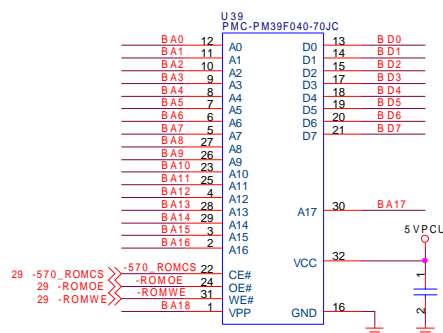 U39
PMC-PM39F040-70JC
BA0 12 A0 D0 13 BD0
BA1 11 A1 D1 14 BD1
BA2 10 A2 D2 15 BD2
BA3 9 A3 D3 17 BD3
BA4 8 A4 D4 18 BD4
BA5 7 A5 D5 19 BD5
BA6 6 A6 D6 20 BD6
BA7 5 A7 D7 21 BD7
BA8 27 A8
BA9 26 A9
BA10 23 A10
BA11 25 A11
BA12 4 A12
BA13 28 A13 A17 30 BA17
BA14 29 A14
BA15 3 A15
BA16 2 A16
5VPCU
VCC 32
29 -570_ROMCS -570_ROMCS 22 CE# 1
29 -ROMOE -ROMOE 24 OE#
29 -ROMWE -ROMWE 31 WE#
BA18 1 VPP GND 16 2